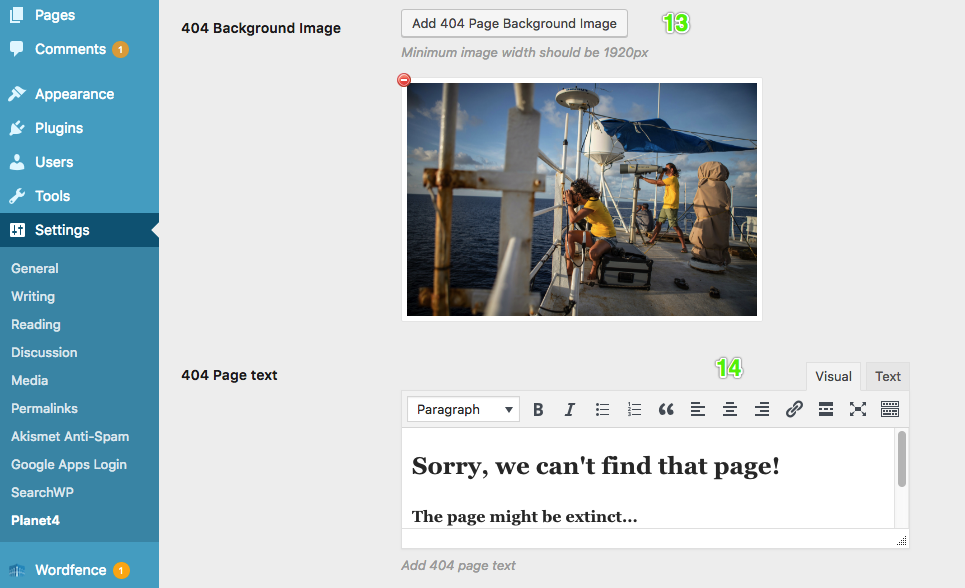 Pages
Comments 1
Appearance
Plugins
Users
Tools
Settings
General
Writing
Reading
Discussion
Media
Permalinks
Akismet Anti-Spam
Google Apps Login
SearchWP
Planet4
Wordfence 1
404 Background Image
Add 404 Page Background Image
13
Minimum image width should be 1920px
404 Page text
14
Visual Text
Paragraph
Sorry, we can't find that page!
The page might be extinct...
Add 404 page text